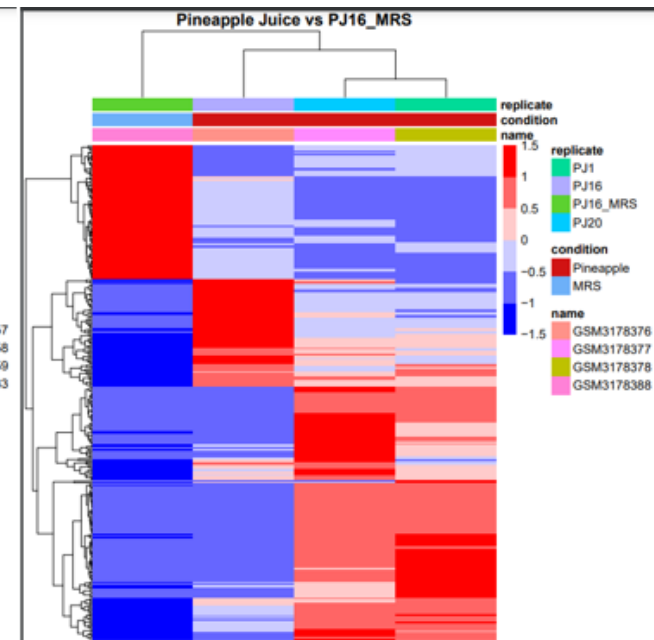 Pineapple Juice vs PJ16_MRS
replicate
condition
name
1.5
1
0.5
0
−0.5
−1
−1.5
replicate
PJ1
PJ16
PJ16_MRS
PJ20
condition
Pineapple
MRS
name
GSM3178376
GSM3178377
GSM3178378
GSM3178388